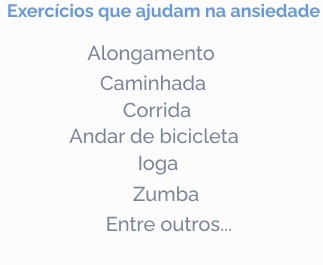 Exercícios que ajudam na ansiedade
Alongamento
Caminhada
Corrida
Andar de bicicleta
Ioga
Zumba
Entre outros...